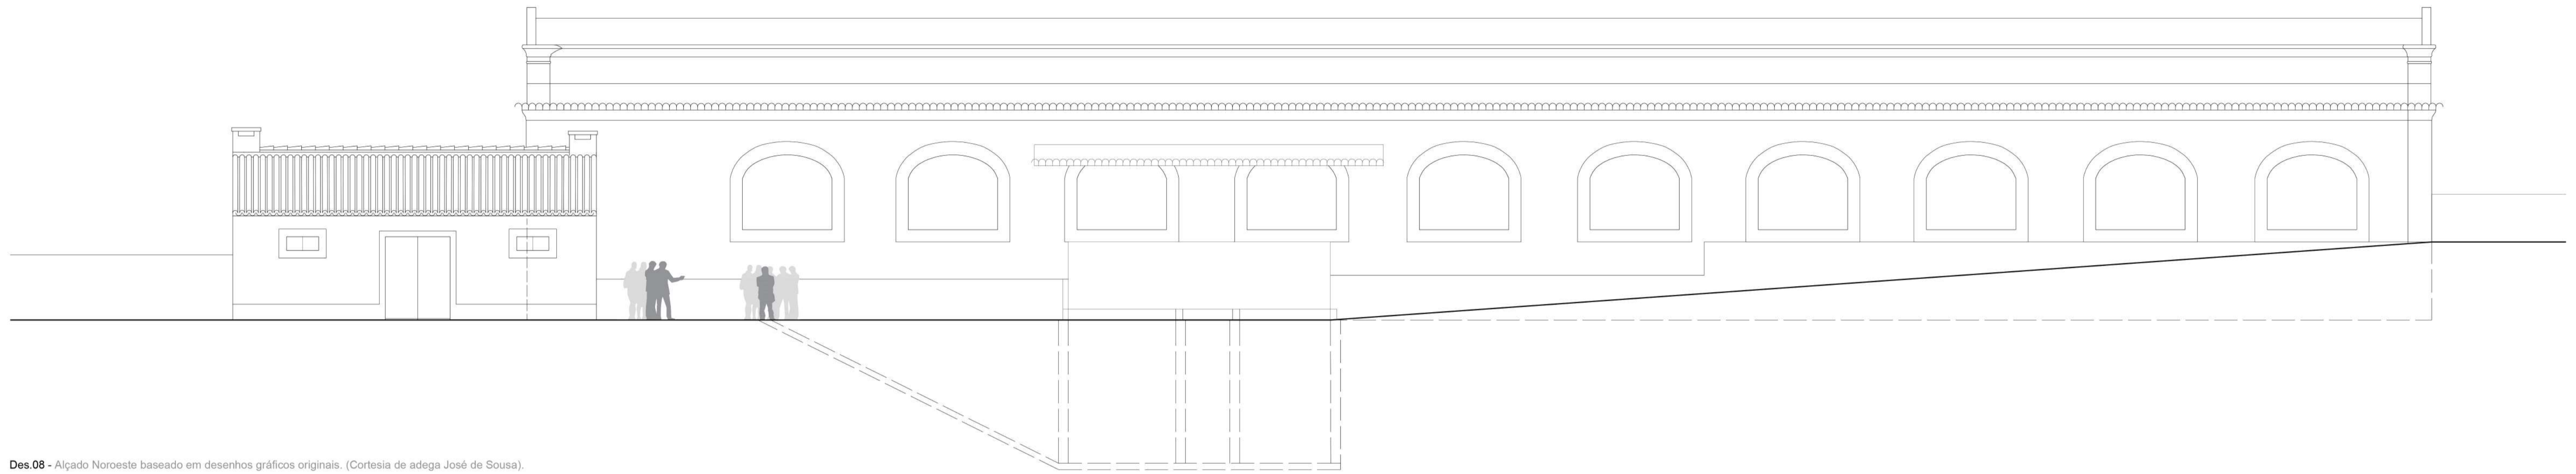 Des.08 - Alçado Noroeste baseado em desenhos gráficos originais. (Cortesia de adega José de Sousa).